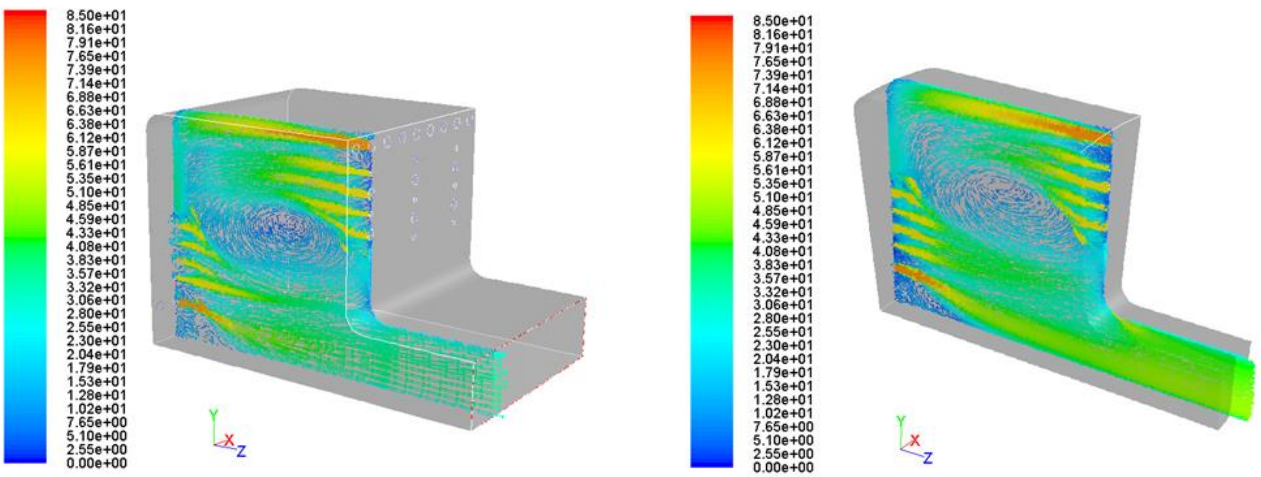 8.50e+01
8.16e+01
7.91e+01
7.65e+01
7.39e+01
7.14e+01
6.88e+01
6.63e+01
6.38e+01
6.12e+01
5.87e+01
5.61e+01
5.35e+01
5.10e+01
4.85e+01
4.59e+01
4.33e+01
4.08e+01
3.83e+01
3.57e+01
3.32e+01
3.06e+01
2.80e+01
2.55e+01
2.30e+01
2.04e+01
1.79e+01
1.53e+01
1.28e+01
1.02e+01
7.65e+00
5.10e+00
2.55e+00
0.00e+00
Y
X
Z
8.50e+01
8.16e+01
7.91e+01
7.65e+01
7.39e+01
7.14e+01
6.88e+01
6.63e+01
6.38e+01
6.12e+01
5.87e+01
5.61e+01
5.35e+01
5.10e+01
4.85e+01
4.59e+01
4.33e+01
4.08e+01
3.83e+01
3.57e+01
3.32e+01
3.06e+01
2.80e+01
2.55e+01
2.30e+01
2.04e+01
1.79e+01
1.53e+01
1.28e+01
1.02e+01
7.65e+00
5.10e+00
2.55e+00
0.00e+00
Y
X
Z